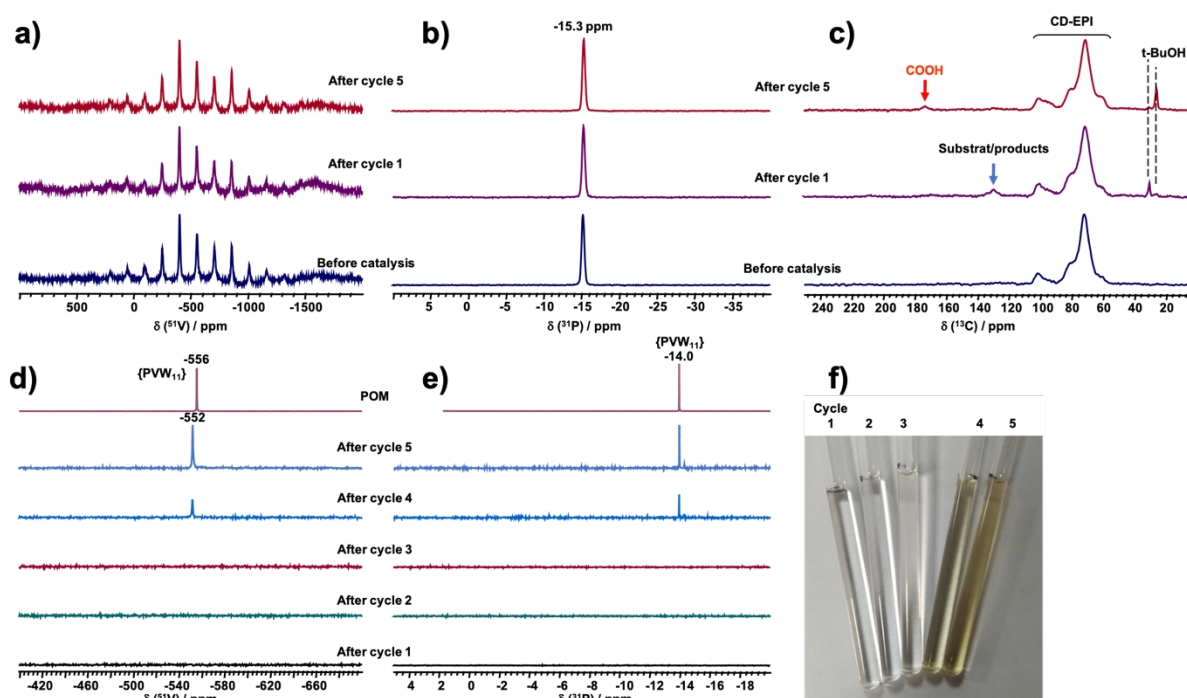 a)
After cycle 5
After cycle 1
Before catalysis
500 0 -500 -1000 -1500
δ (⁵¹V) / ppm
b)
-15.3 ppm
After cycle 5
After cycle 1
Before catalysis
5 0 -5 -10 -15 -20 -25 -30 -35
δ (³¹P) / ppm
c)
CD-EPI
t-BuOH
COOH
Substrat/products
240 220 200 180 160 140 120 100 80 60 40 20
δ (¹³C) / ppm
d)
-556
{PVW₁₁}
POM
-552
After cycle 5
After cycle 4
After cycle 3
After cycle 2
After cycle 1
-420 -460 -500 -540 -580 -620 -660
δ (⁵¹V) / ppm
e)
{PVW₁₁}
-14.0
4 2 0 -2 -4 -6 -8 -10 -12 -14 -16 -18
δ (³¹P) / ppm
f)
Cycle
1 2 3 4 5